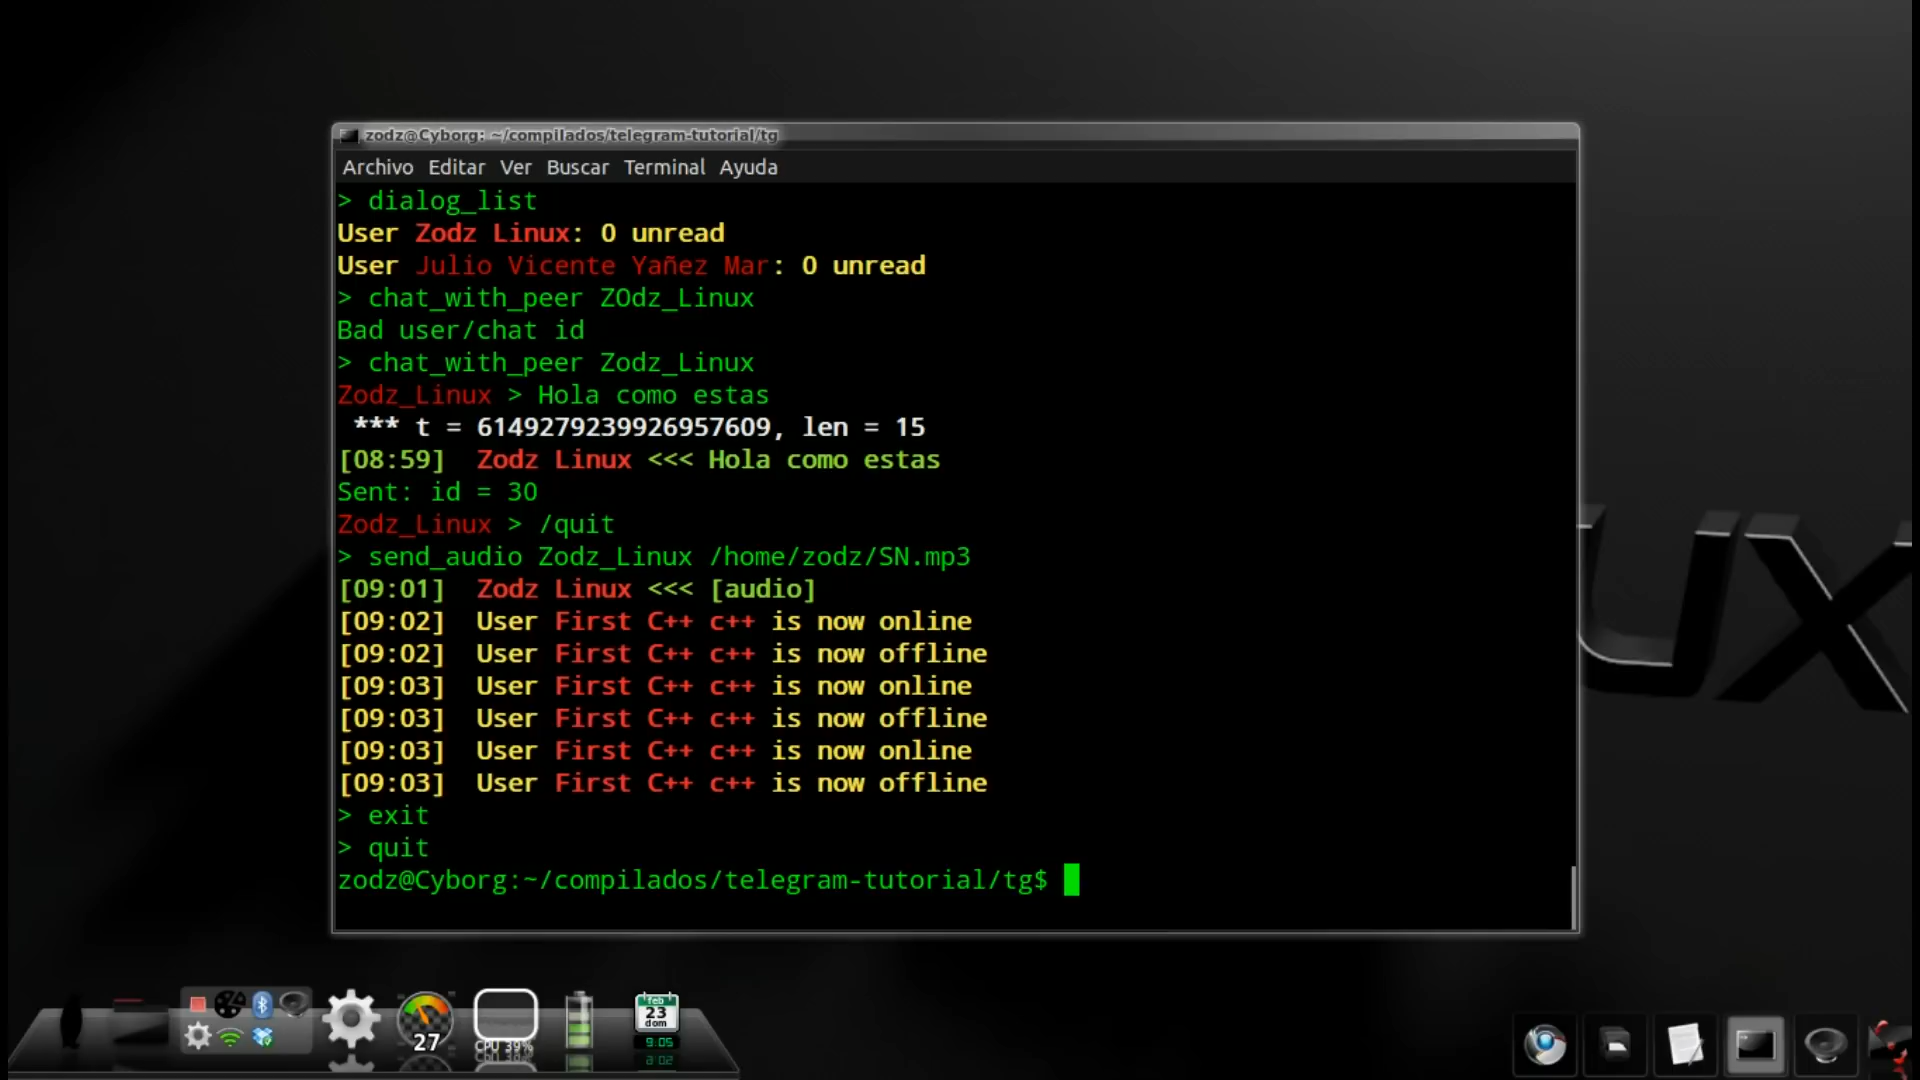 zodz@Cyborg: ~/compilados/telegram-tutorial/tg
Archivo Editar Ver Buscar Terminal Ayuda
> dialog_list
User Zodz Linux: 0 unread
User Julio Vicente Yañez Mar: 0 unread
> chat_with_peer ZOdz_Linux
Bad user/chat id
> chat_with_peer Zodz_Linux
Zodz_Linux > Hola como estas
*** t = 6149279239926957609, len = 15
[08:59] Zodz Linux <<< Hola como estas
Sent: id = 30
Zodz_Linux > /quit
> send_audio Zodz_Linux /home/zodz/SN.mp3
[09:01] Zodz Linux <<< [audio]
[09:02] User First C++ c++ is now online
[09:02] User First C++ c++ is now offline
[09:03] User First C++ c++ is now online
[09:03] User First C++ c++ is now offline
[09:03] User First C++ c++ is now online
[09:03] User First C++ c++ is now offline
> exit
> quit
zodz@Cyborg:~/compilados/telegram-tutorial/tg$
UX
27
CPU 39%
feb
23
dom
9:05